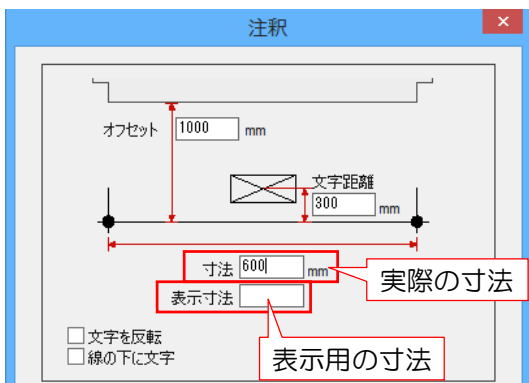 注釈
×
オフセット 1000 mm
文字距離
300 mm
寸法 600 mm
実際の寸法
表示寸法
文字を反転
線の下に文字
表示用の寸法